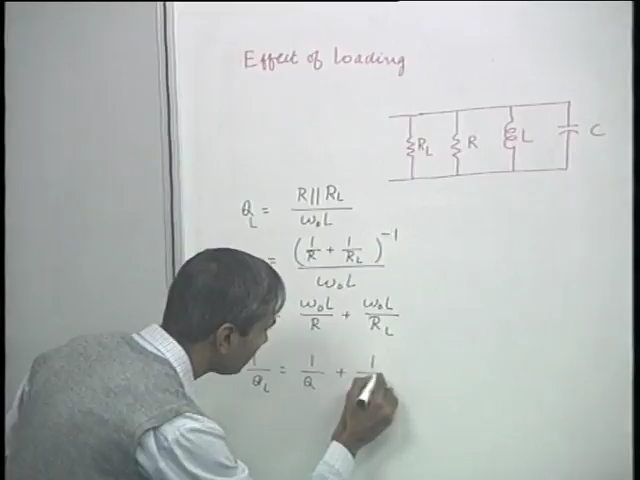 Effect of Loading
R_L R L C
Q_L = R||R_L / ω₀L
= (1/R + 1/R_L)^-1 / ω₀L
ω₀L/R + ω₀L/R_L
1/Q_L = 1/Q + 1